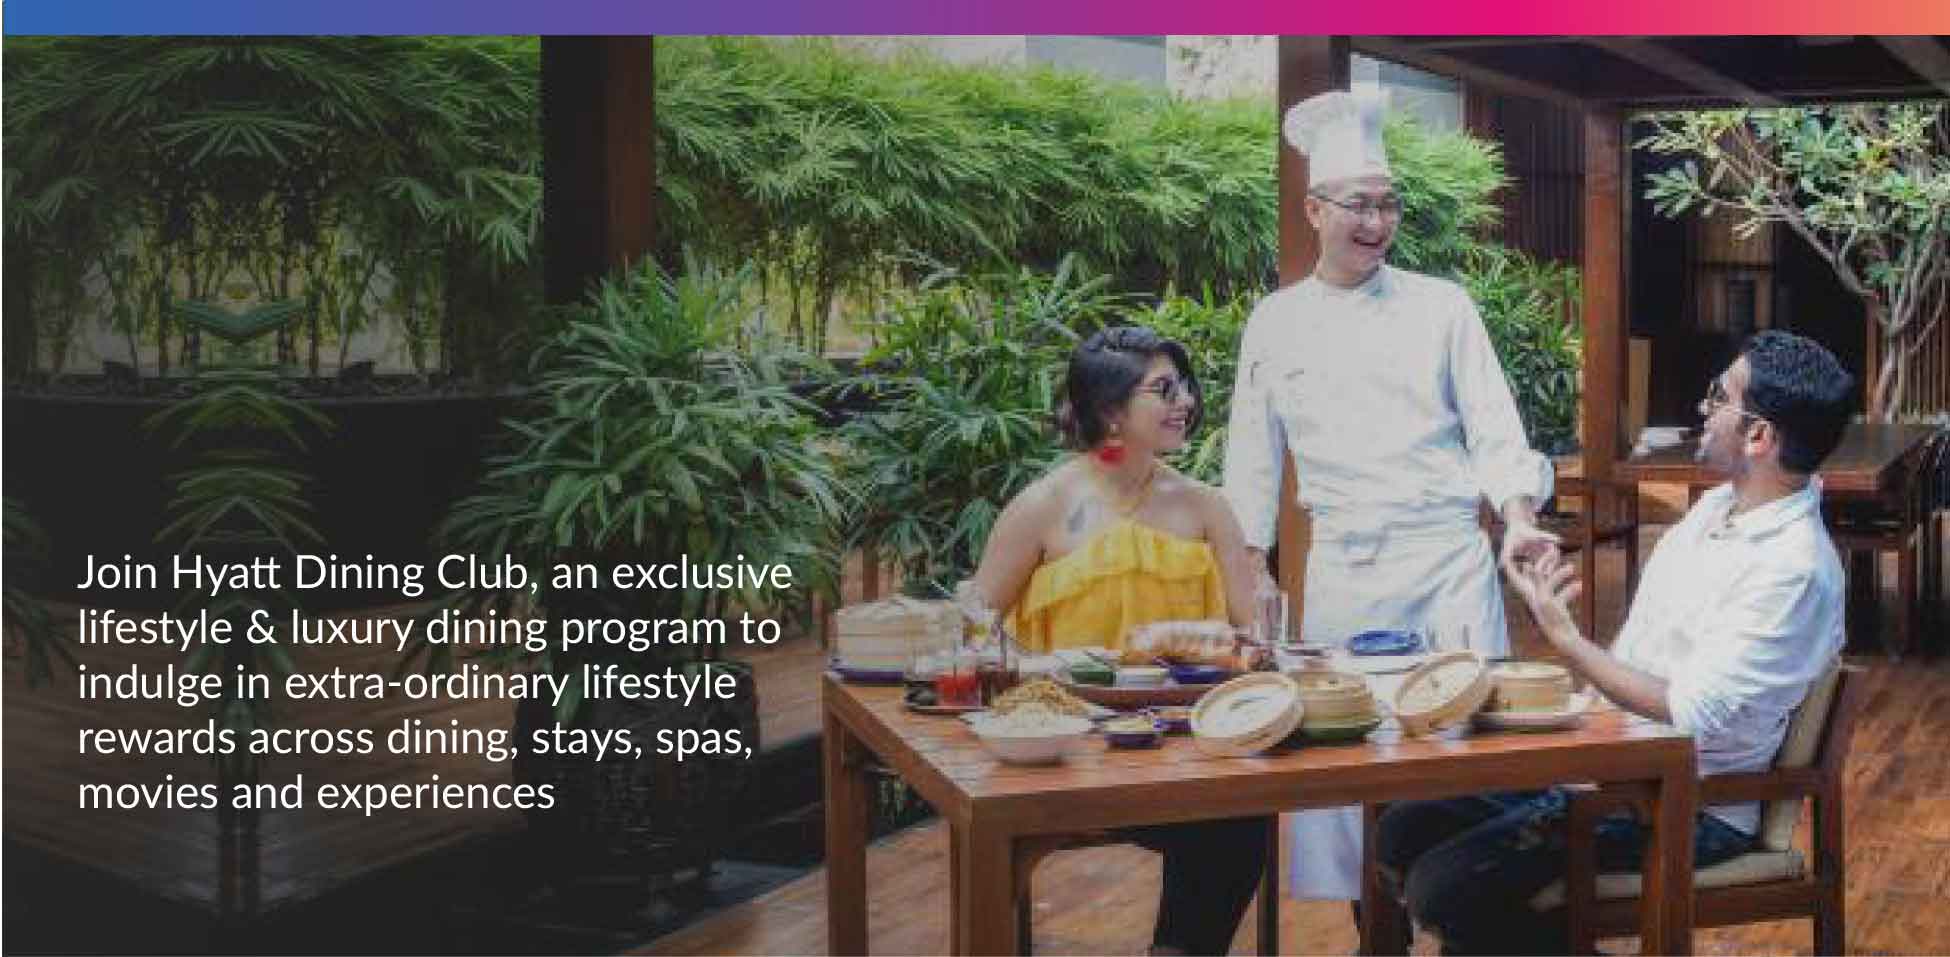 Join Hyatt Dining Club, an exclusive
lifestyle & luxury dining program to
indulge in extra-ordinary lifestyle
rewards across dining, stays, spas,
movies and experiences